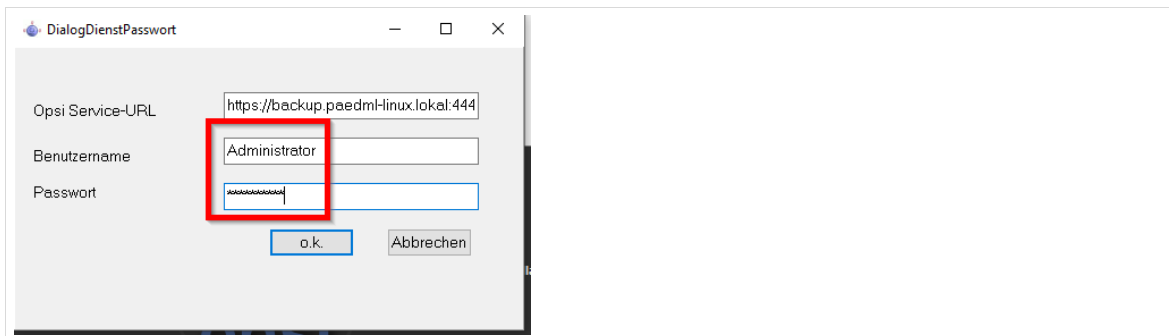 DialogDienstPasswort
Opsi Service-URL https://backup.paedml-linux.lokal:444
Benutzername Administrator
Passwort ***********
o.k. Abbrechen